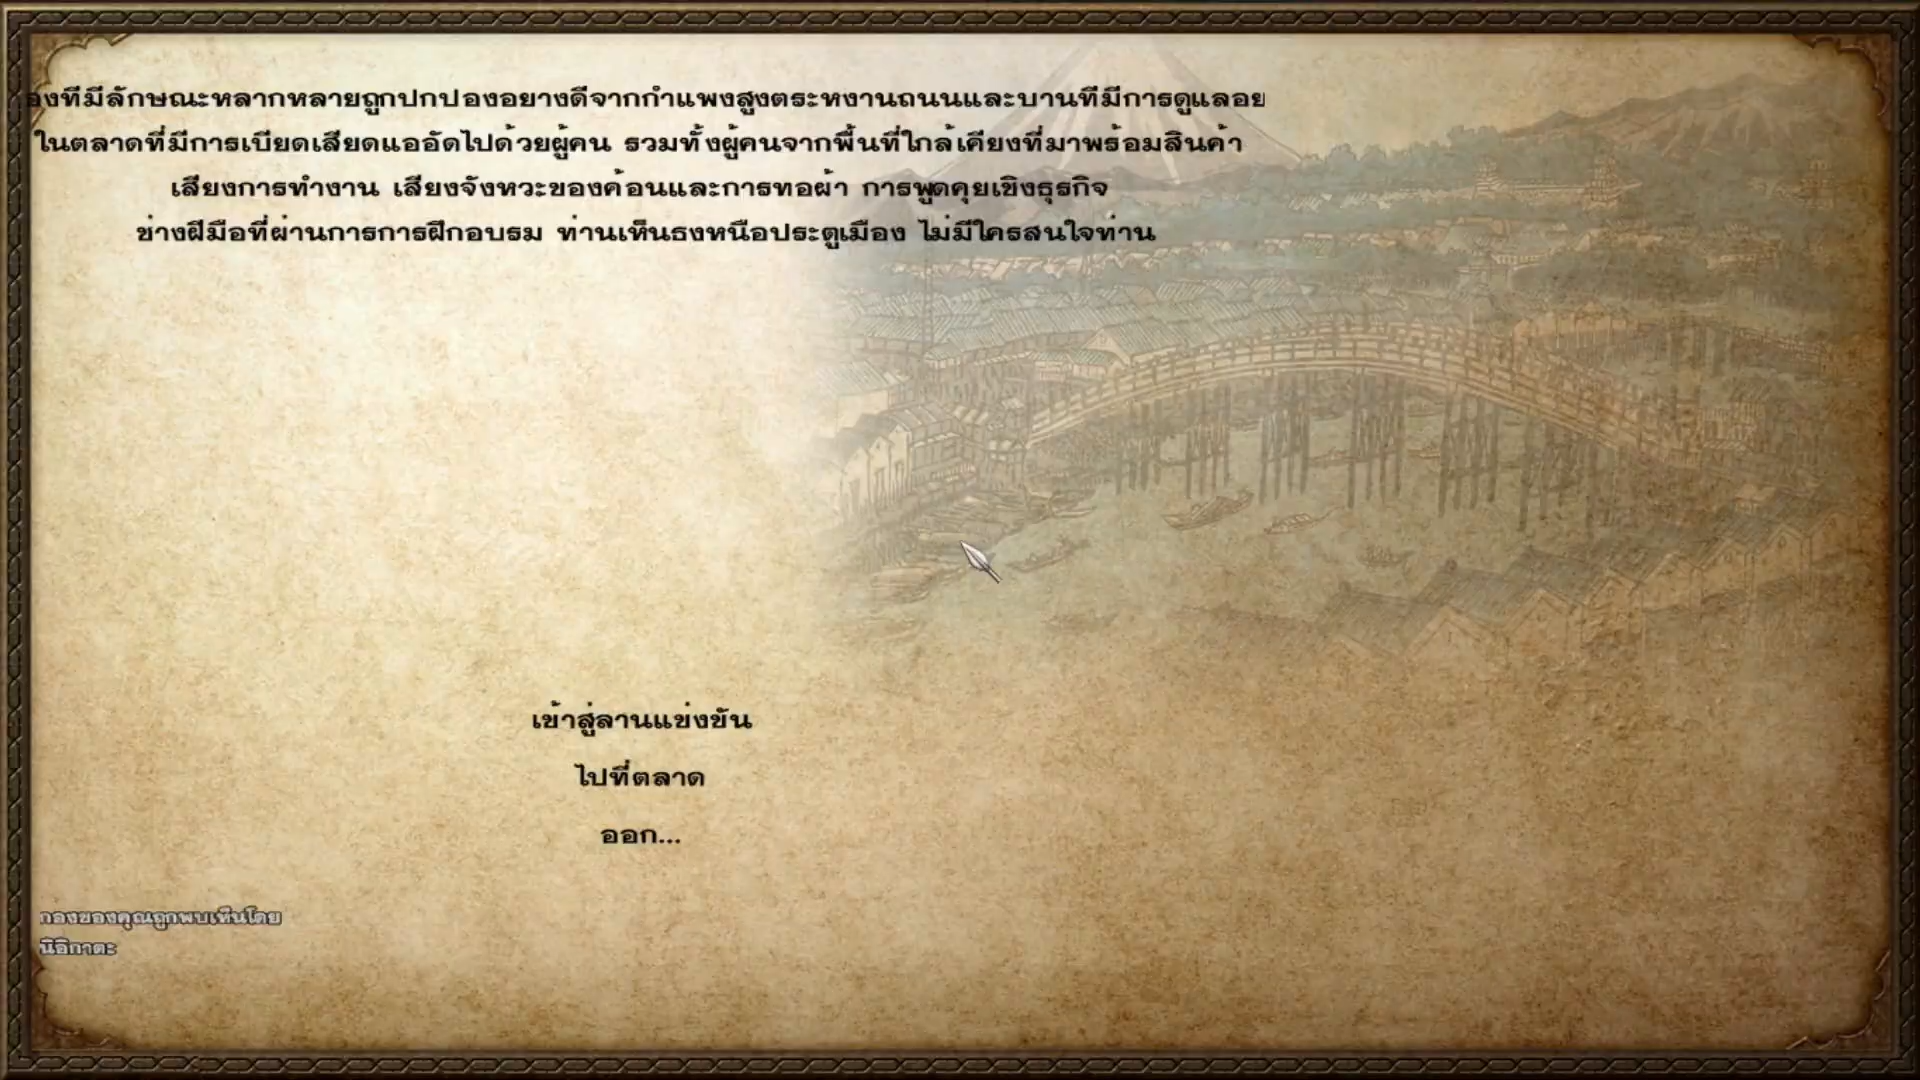 องที่มีลักษณะหลากหลายถูกปกป้องอย่างดีจากกำแพงสูงตระหง่านถนนและบ้านที่มีการดูแลอย
ในตลาดที่มีการเบียดเสียดแออัดไปด้วยผู้คน รวมทั้งผู้คนจากพื้นที่ใกล้เคียงที่มาพร้อมสินค้า
เสียงการทำงาน เสียงจังหวะของค้อนและการทอผ้า การพูดคุยเชิงธุรกิจ
ช่างฝีมือที่ผ่านการการฝึกอบรม ท่านเห็นธงหนือประตูเมือง ไม่มีใครสนใจท่าน
เข้าสู่ลานแข่งขัน
ไปที่ตลาด
ออก...
กองของคุณถูกพบเห็นโดย
นิอิกาตะ